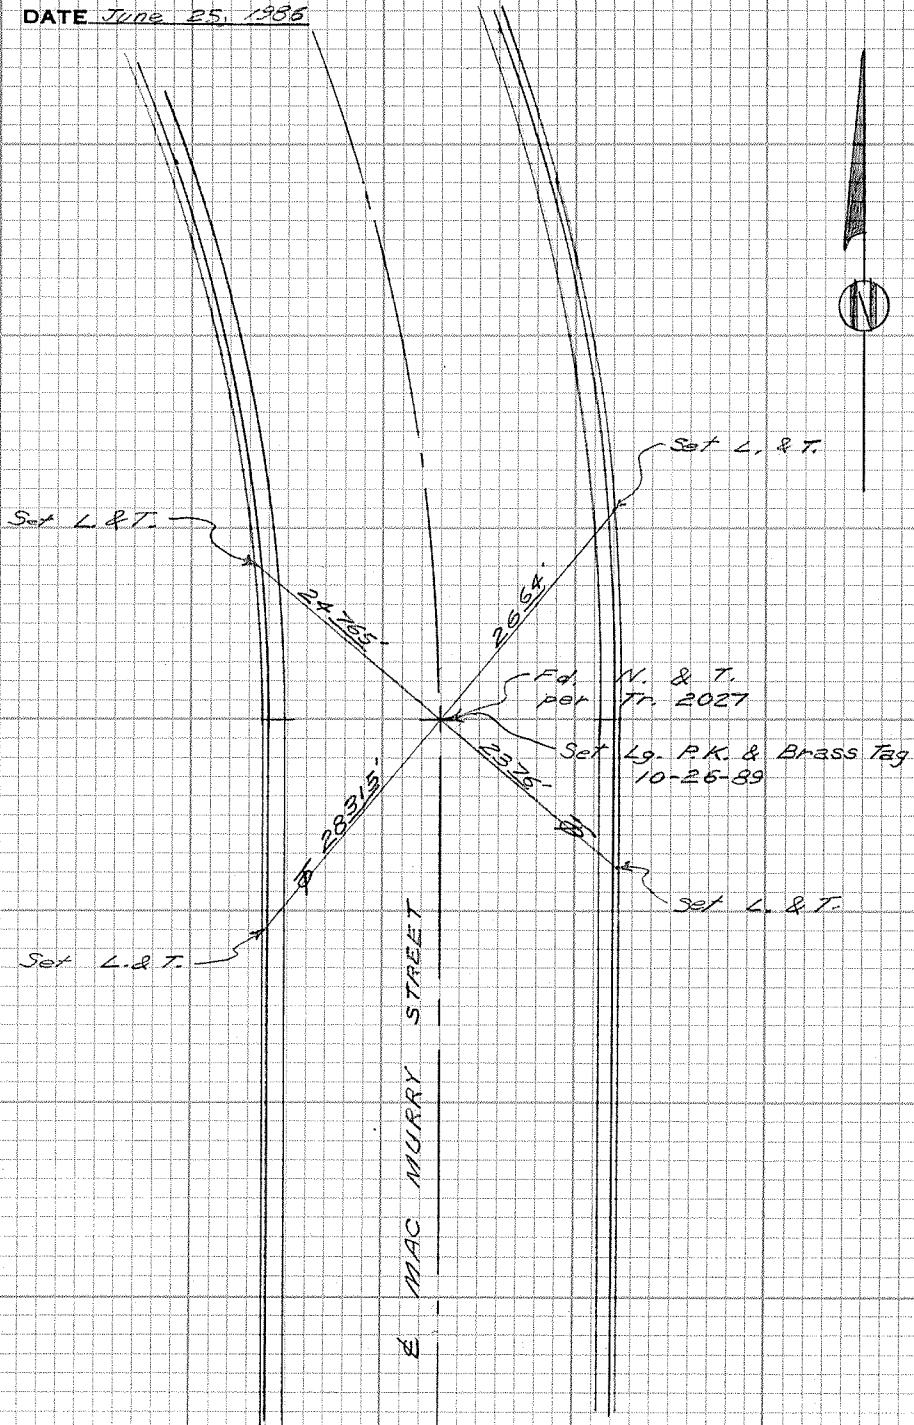 DATE June 25, 1986
N
Set L. & T.
Set L. & T.
24.765'
26.64'
Fd. N. & T.
per Tr. 2027
Set Lg. P.K. & Brass Tag
10-26-89
23.76'
28.315'
Set L. & T.
Set L. & T.
℄ MAC MURRY STREET